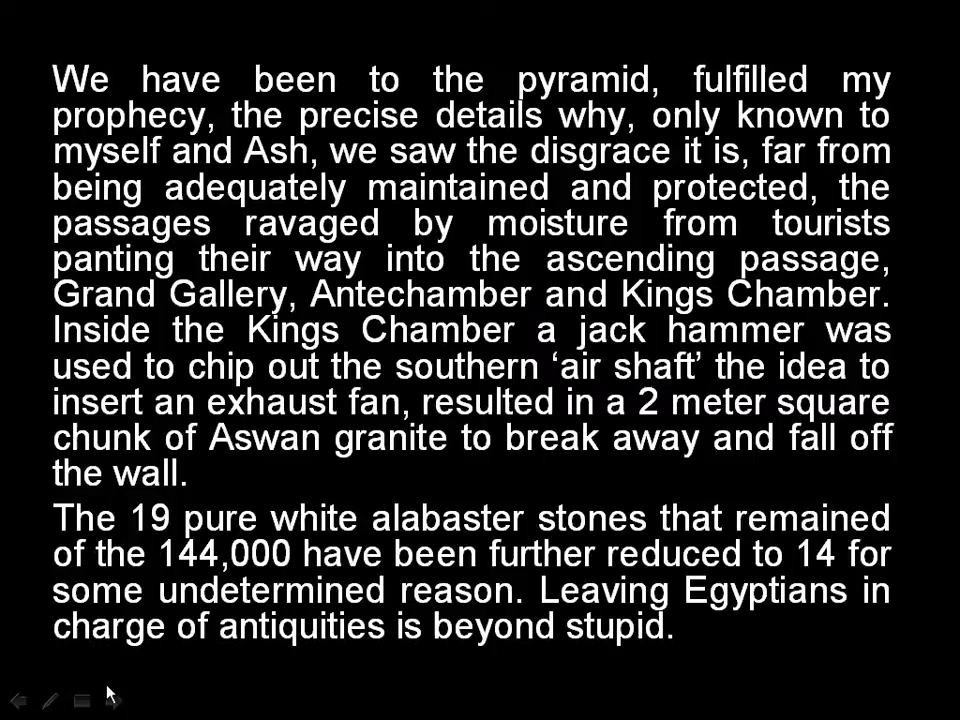 We have been to the pyramid, fulfilled my
prophecy, the precise details why, only known to
myself and Ash, we saw the disgrace it is, far from
being adequately maintained and protected, the
passages ravaged by moisture from tourists
panting their way into the ascending passage,
Grand Gallery, Antechamber and Kings Chamber.
Inside the Kings Chamber a jack hammer was
used to chip out the southern ‘air shaft’ the idea to
insert an exhaust fan, resulted in a 2 meter square
chunk of Aswan granite to break away and fall off
the wall.
The 19 pure white alabaster stones that remained
of the 144,000 have been further reduced to 14 for
some undetermined reason. Leaving Egyptians in
charge of antiquities is beyond stupid.